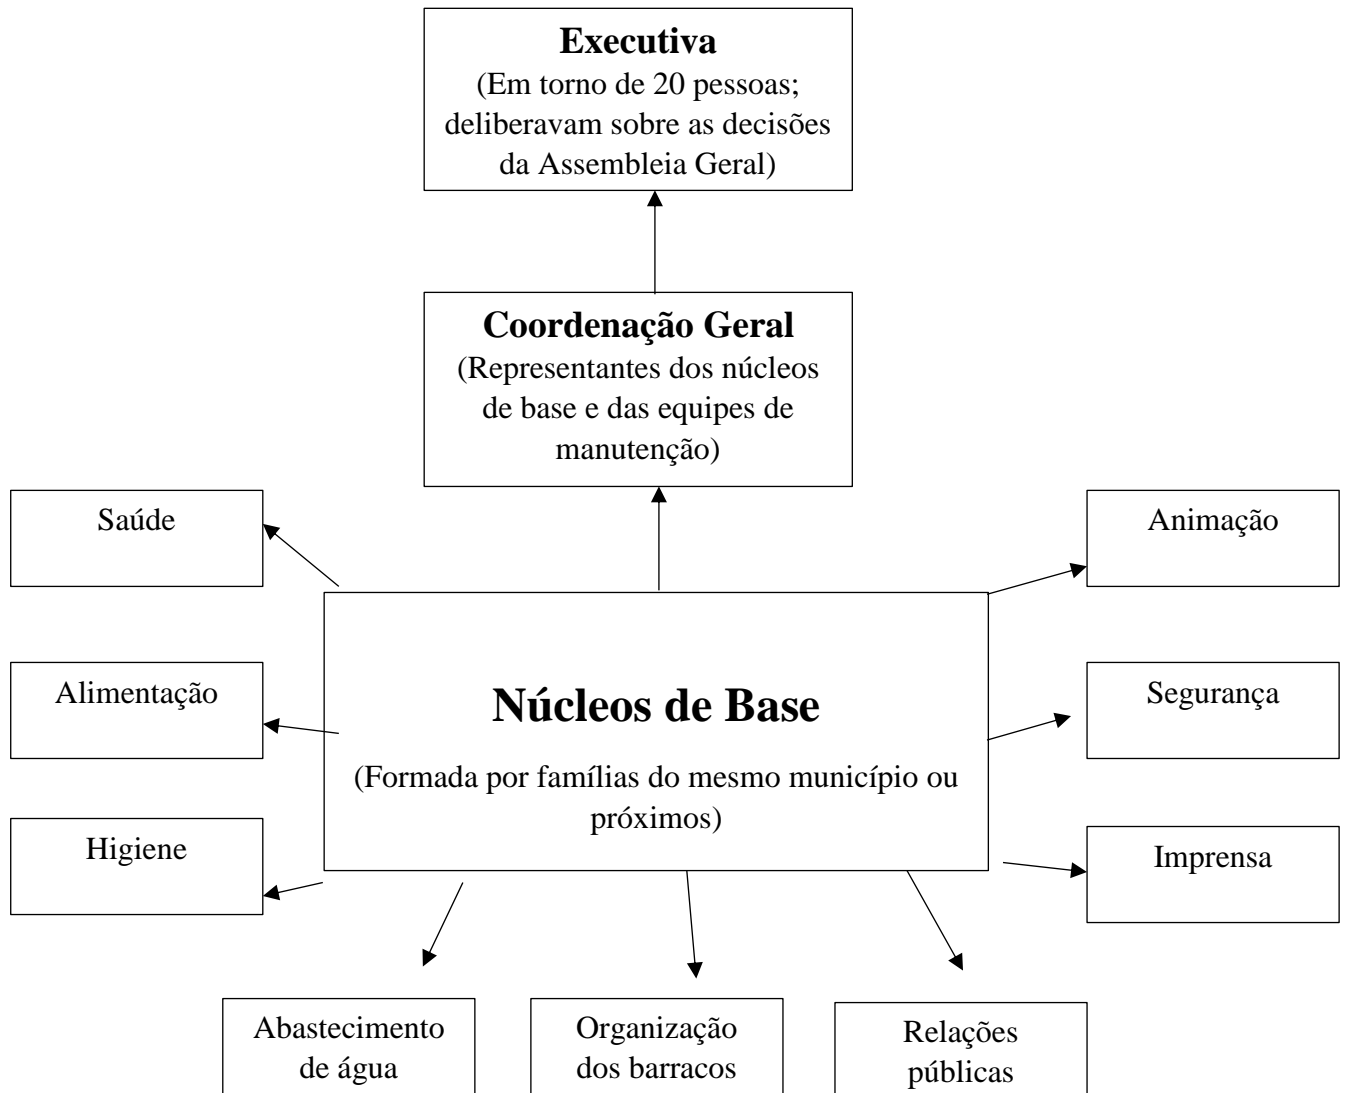 Executiva
(Em torno de 20 pessoas;
deliberavam sobre as decisões
da Assembleia Geral)
Coordenação Geral
(Representantes dos núcleos
de base e das equipes de
manutenção)
Saúde
Animação
Alimentação
Segurança
Núcleos de Base
(Formada por famílias do mesmo município ou
próximos)
Higiene
Imprensa
Abastecimento
de água
Organização
dos barracos
Relações
públicas